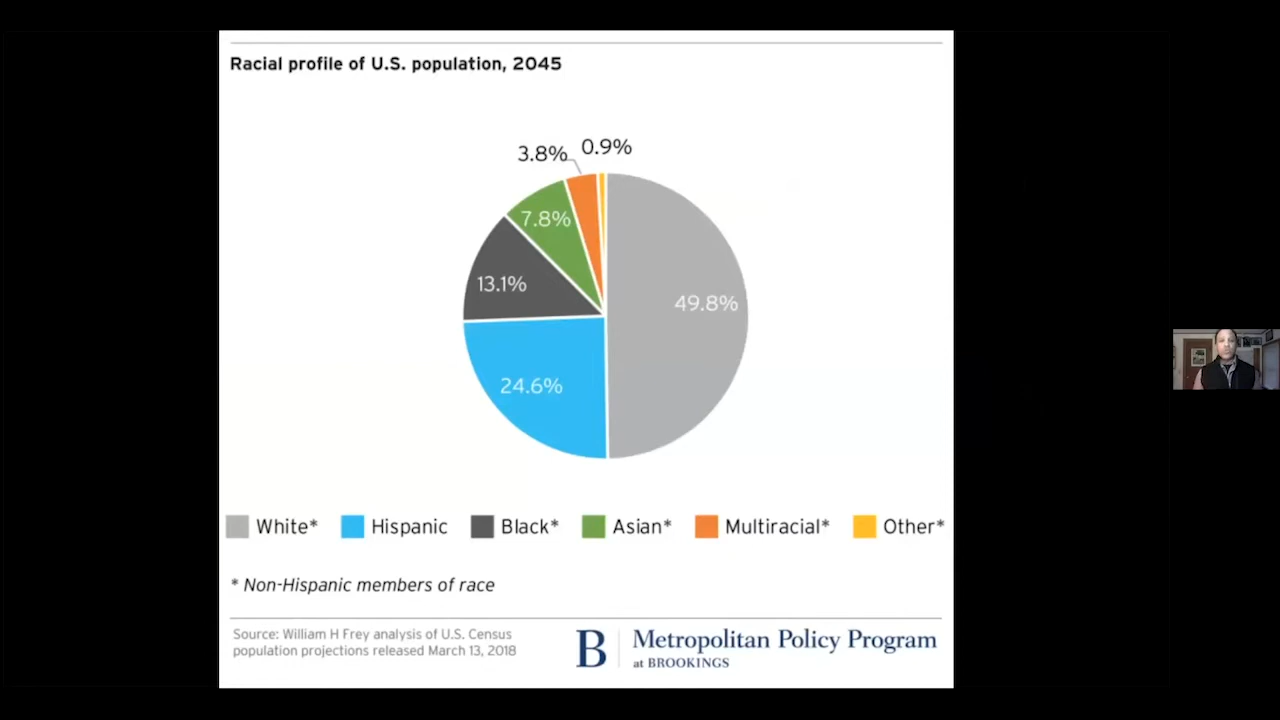 Racial profile of U.S. population, 2045
3.8%
0.9%
7.8%
13.1%
49.8%
24.6%
White*
Hispanic
Black*
Asian*
Multiracial*
Other*
* Non-Hispanic members of race
Source: William H Frey analysis of U.S. Census
population projections released March 13, 2018
B
Metropolitan Policy Program
at BROOKINGS